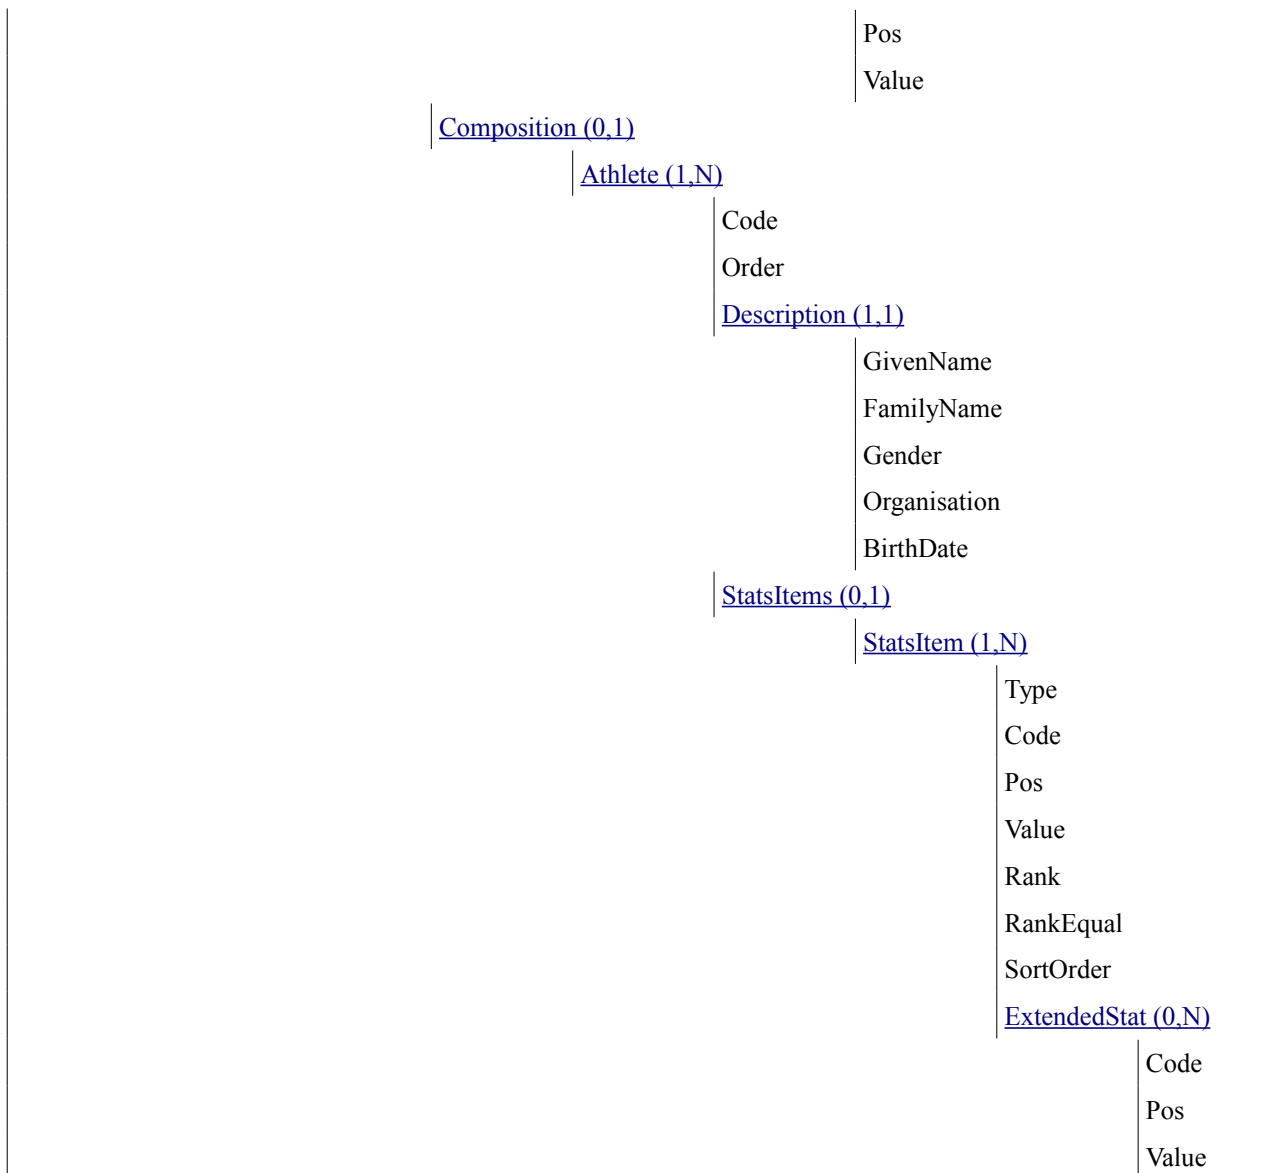 Pos
Value
Composition (0,1)
Athlete (1,N)
Code
Order
Description (1,1)
GivenName
FamilyName
Gender
Organisation
BirthDate
StatsItems (0,1)
StatsItem (1,N)
Type
Code
Pos
Value
Rank
RankEqual
SortOrder
ExtendedStat (0,N)
Code
Pos
Value